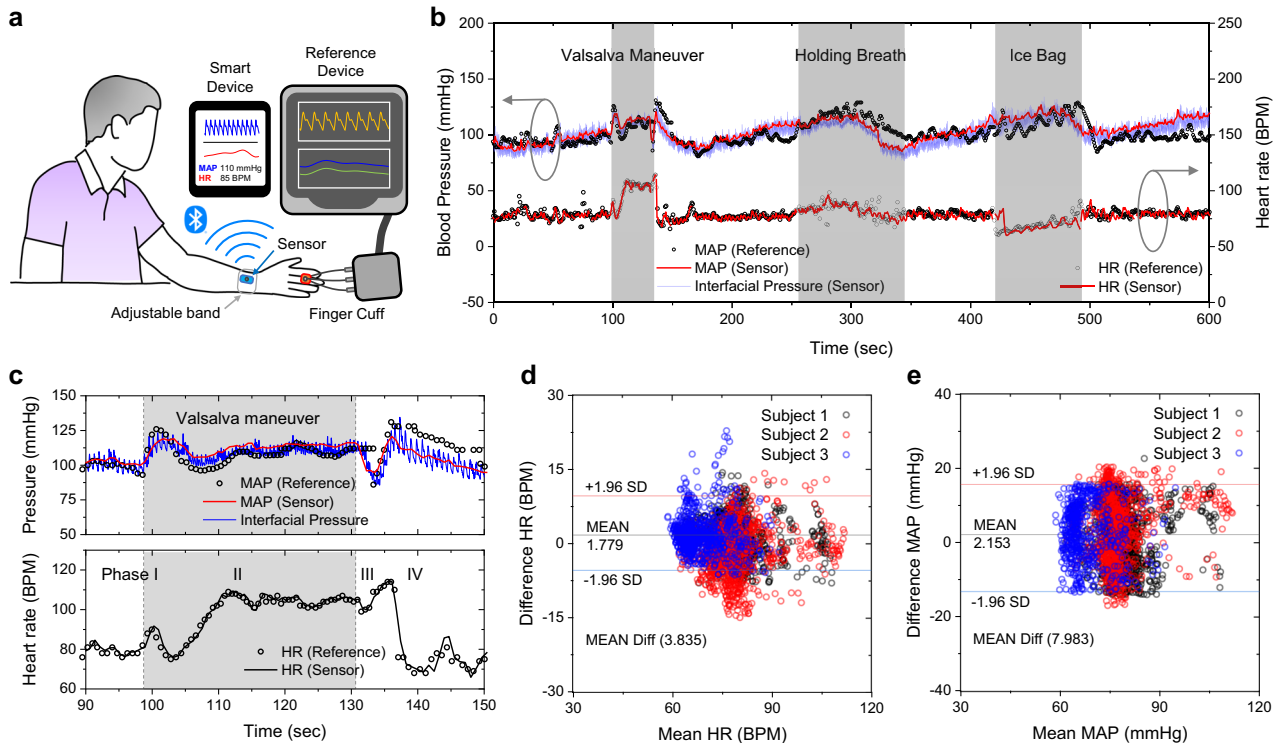 a
Smart
Device
Reference
Device
MAP 110 mmHg
HR 85 BPM
Sensor
Adjustable band
Finger Cuff
b
200
150
100
50
0
-50
Blood Pressure (mmHg)
Valsalva Maneuver
Holding Breath
Ice Bag
MAP (Reference)
MAP (Sensor)
Interfacial Pressure (Sensor)
HR (Reference)
HR (Sensor)
250
200
150
100
50
0
Heart rate (BPM)
0 100 200 300 400 500 600
Time (sec)
c
150
125
100
75
50
Pressure (mmHg)
Valsalva maneuver
MAP (Reference)
MAP (Sensor)
Interfacial Pressure
120
100
80
60
Heart rate (BPM)
Phase I II III IV
HR (Reference)
HR (Sensor)
90 100 110 120 130 140 150
Time (sec)
d
30
15
0
-15
-30
Difference HR (BPM)
Subject 1
Subject 2
Subject 3
+1.96 SD
MEAN
1.779
-1.96 SD
MEAN Diff (3.835)
30 60 90 120
Mean HR (BPM)
e
40
20
0
-20
-40
Difference MAP (mmHg)
Subject 1
Subject 2
Subject 3
+1.96 SD
MEAN
2.153
-1.96 SD
MEAN Diff (7.983)
30 60 90 120
Mean MAP (mmHg)